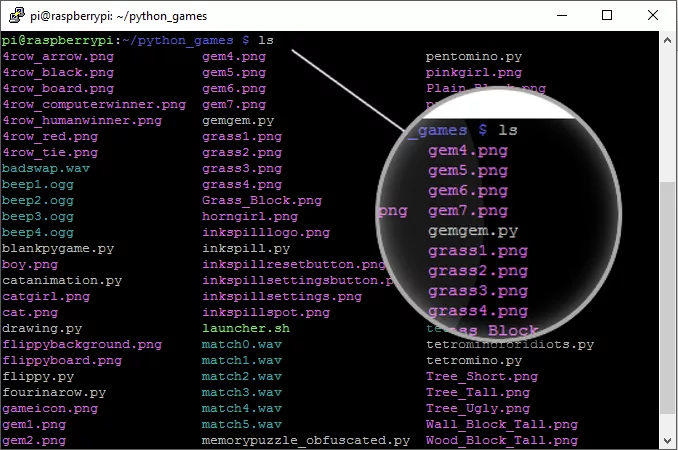 pi@raspberrypi: ~/python_games
pi@raspberrypi:~/python_games $ ls
4row_arrow.png gem4.png pentomino.py
4row_black.png gem5.png pinkgirl.png
4row_board.png gem6.png
4row_computerwinner.png gem7.png
4row_humanwinner.png gemgem.py
4row_red.png grass1.png
4row_tie.png grass2.png
badswap.wav grass3.png
beep1.ogg grass4.png
beep2.ogg Grass_Block.png
beep3.ogg horngirl.png
beep4.ogg inkspilllogo.png
blankpygame.py inkspill.py
boy.png inkspillresetbutton.png
catanimation.py inkspillsettingsbutton.p
catgirl.png inkspillsettings.png
cat.png inkspillspot.png
drawing.py launcher.sh
flippybackground.png match0.wav
flippyboard.png match1.wav tetromino.py
flippy.py match2.wav Tree_Short.png
fourinarow.py match3.wav Tree_Tall.png
gameicon.png match4.wav Tree_Ugly.png
gem1.png match5.wav Wall_Block_Tall.png
gem2.png memorypuzzle_obfuscated.py Wood_Block_Tall.png
_games $ ls
gem4.png
gem5.png
gem6.png
png gem7.png
gemgem.py
grass1.png
grass2.png
grass3.png
grass4.png